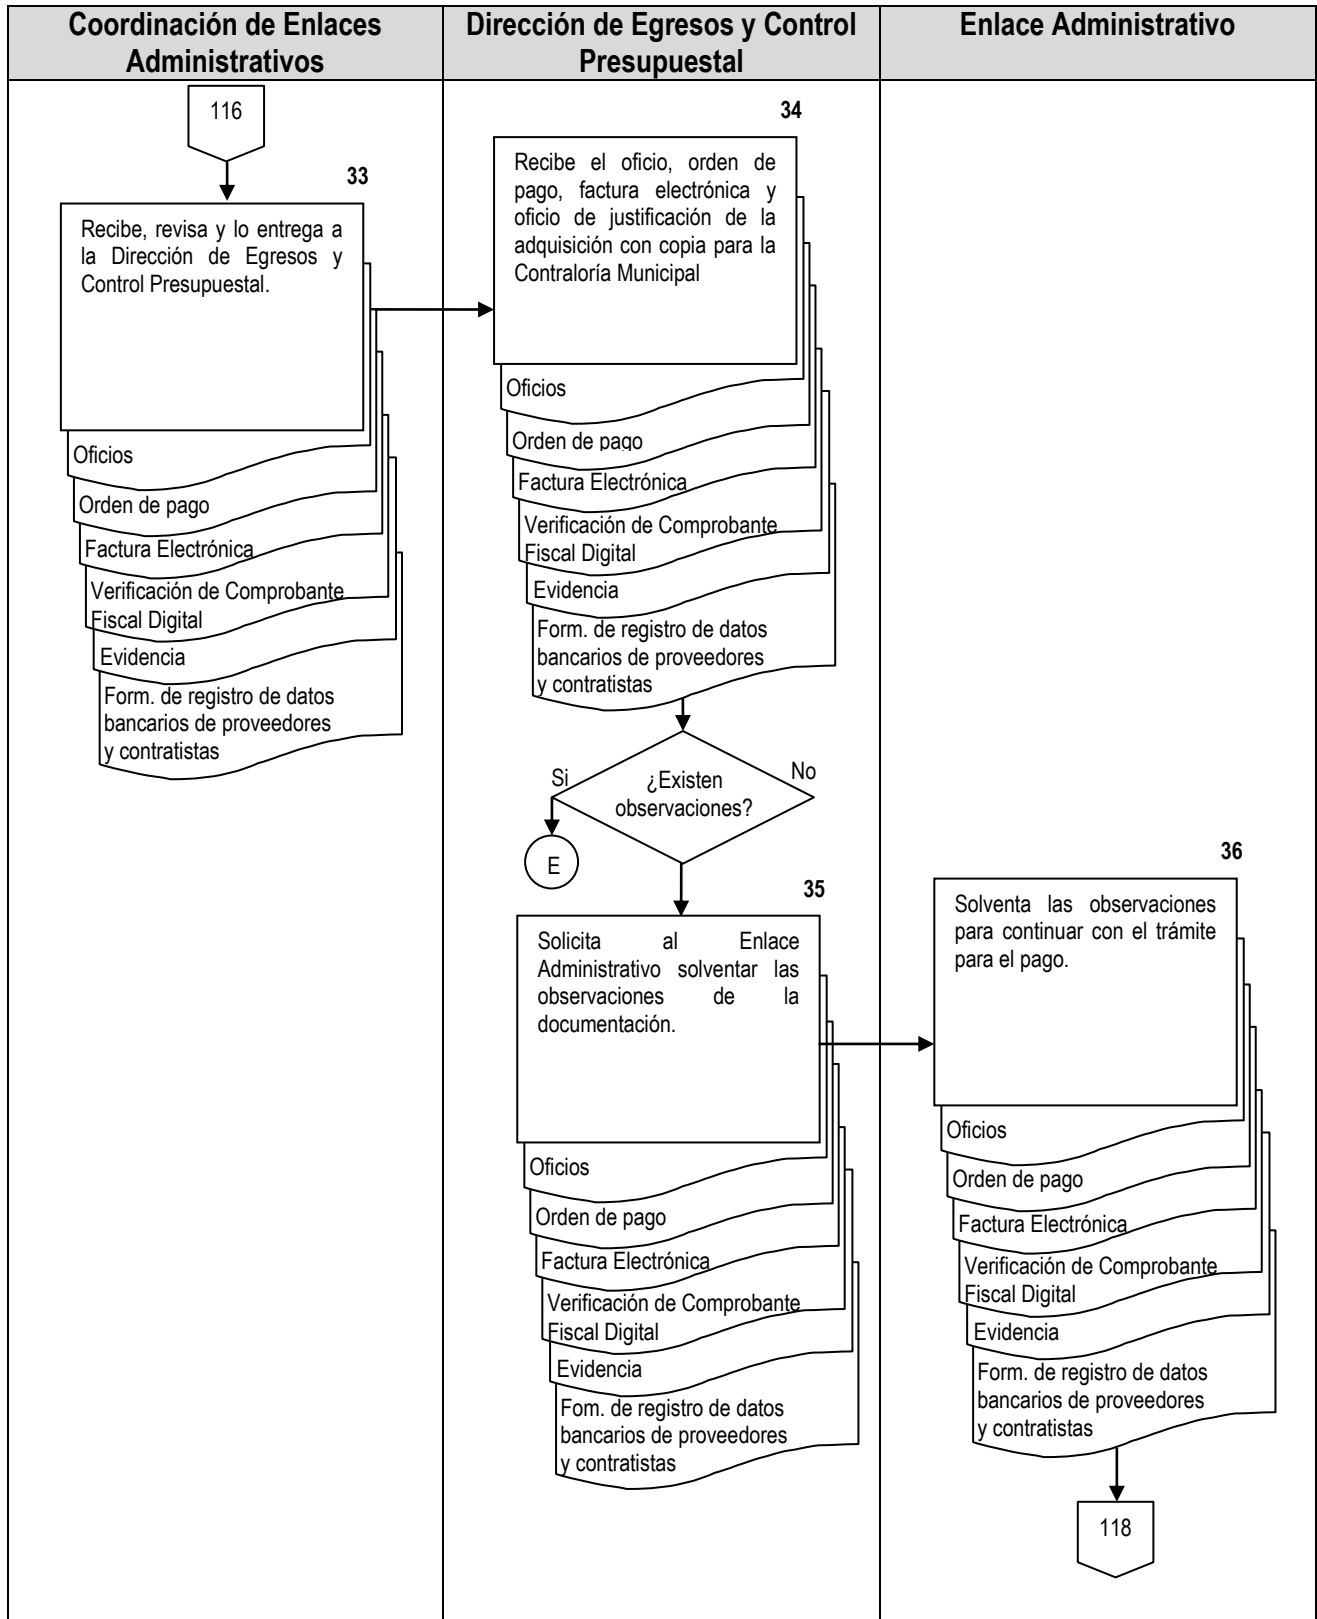 Coordinación de Enlaces
Administrativos
Dirección de Egresos y Control
Presupuestal
Enlace Administrativo
116
33
Recibe, revisa y lo entrega a
la Dirección de Egresos y
Control Presupuestal.
Oficios
Orden de pago
Factura Electrónica
Verificación de Comprobante
Fiscal Digital
Evidencia
Form. de registro de datos
bancarios de proveedores
y contratistas
34
Recibe el oficio, orden de
pago, factura electrónica y
oficio de justificación de la
adquisición con copia para la
Contraloría Municipal
Oficios
Orden de pago
Factura Electrónica
Verificación de Comprobante
Fiscal Digital
Evidencia
Form. de registro de datos
bancarios de proveedores
y contratistas
Si
¿Existen
observaciones?
No
E
35
Solicita al Enlace
Administrativo solventar las
observaciones de la
documentación.
Oficios
Orden de pago
Factura Electrónica
Verificación de Comprobante
Fiscal Digital
Evidencia
Fom. de registro de datos
bancarios de proveedores
y contratistas
36
Solventa las observaciones
para continuar con el trámite
para el pago.
Oficios
Orden de pago
Factura Electrónica
Verificación de Comprobante
Fiscal Digital
Evidencia
Form. de registro de datos
bancarios de proveedores
y contratistas
118